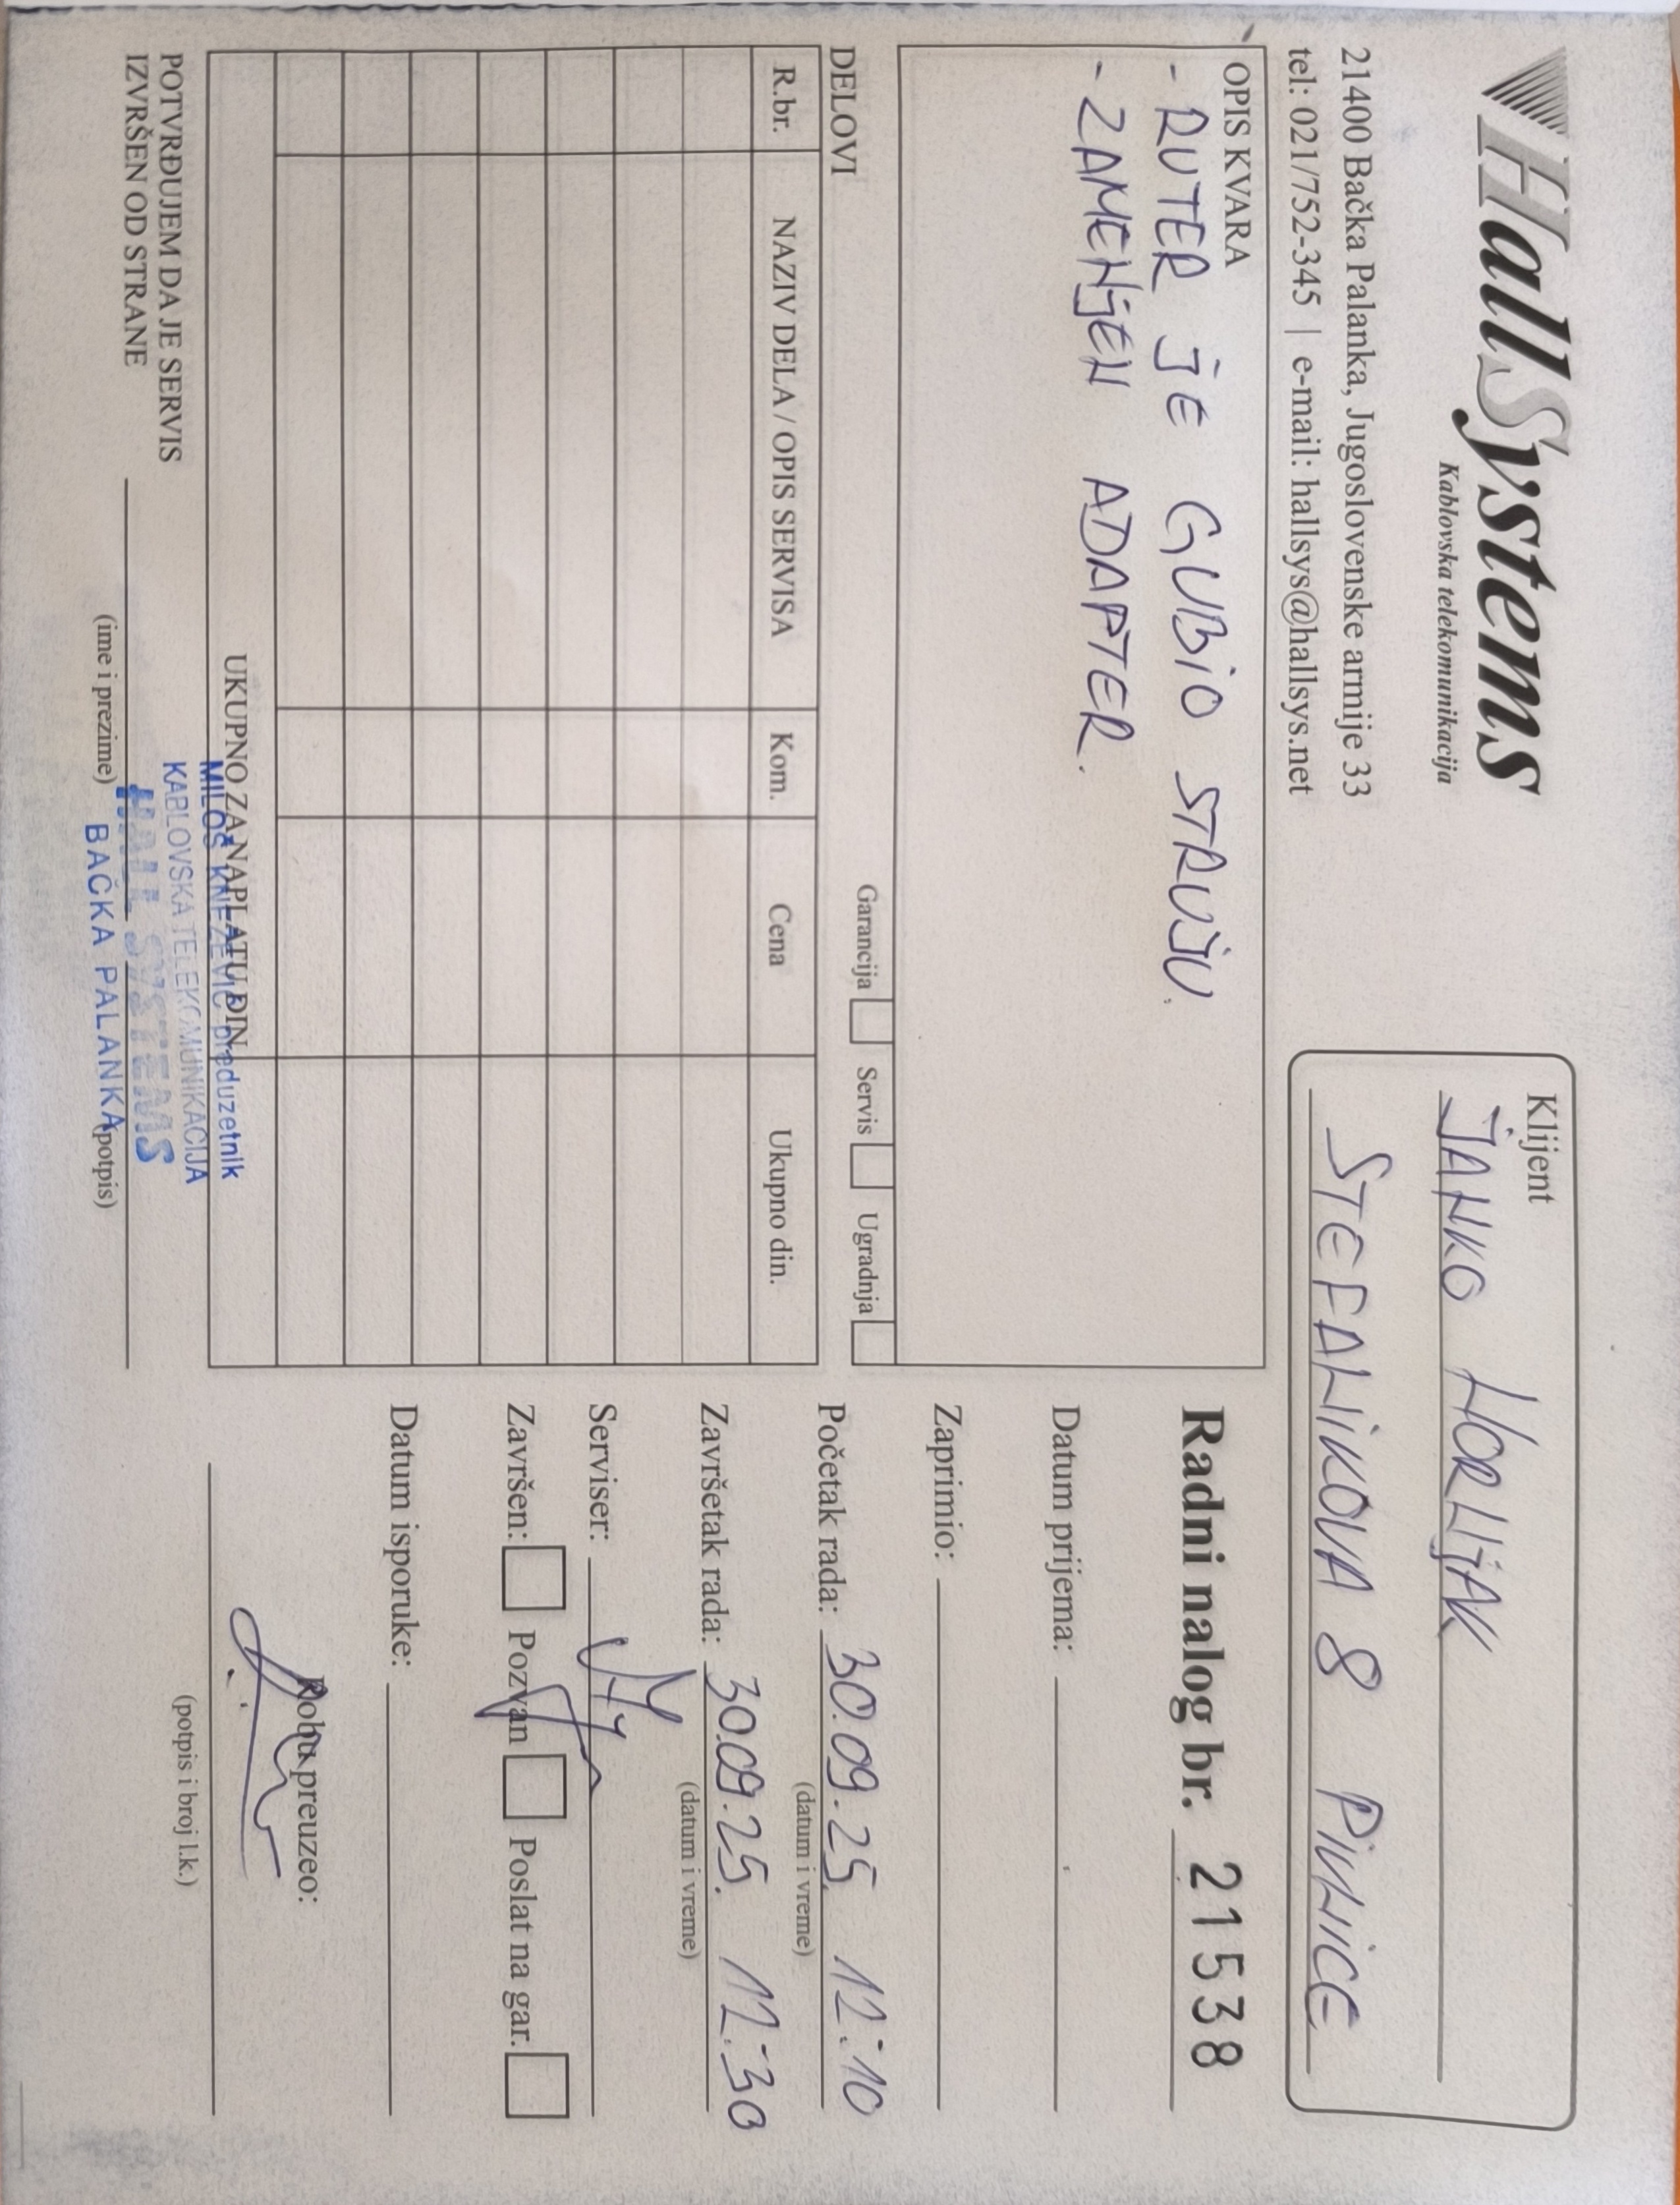 HallSystems
Kablovska telekomunikacija
21400 Bačka Palanka, Jugoslovenske armije 33
tel: 021/752-345 | e-mail: hallsys@hallsys.net
Klijent
JANKO HORNjAK
STEFANIKOVA 8 PIVNICE
OPIS KVARA
- RUTER JE GUBIO STRUJU.
- ZAMENjEN ADAPTER.
Garancija Servis Ugradnja
DELOVI
R.br. NAZIV DELA / OPIS SERVISA Kom. Cena Ukupno din.
UKUPNO ZA NAPLATU DIN.
MILOŠ KNEŽEVIĆ preduzetnik
KABLOVSKA TELEKOMUNIKACIJA
HALL SYSTEMS
BAČKA PALANKA
POTVRĐUJEM DA JE SERVIS
IZVRŠEN OD STRANE
(ime i prezime) (potpis)
Radni nalog br. 21538
Datum prijema:
Zaprimio:
Početak rada: 30.09.25. 12:10
(datum i vreme)
Završetak rada: 30.09.25. 12:30
(datum i vreme)
Serviser:
Završen: Pozvan Poslat na gar.
Datum isporuke:
Robu preuzeo:
(potpis i broj l.k.)